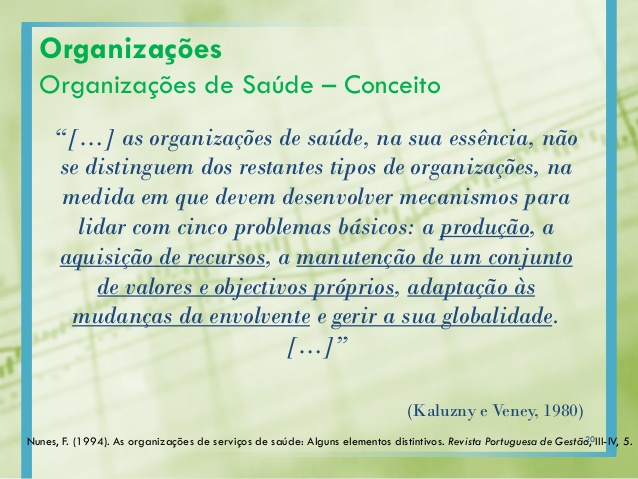 Organizações
Organizações de Saúde – Conceito
“[…] as organizações de saúde, na sua essência, não
se distinguem dos restantes tipos de organizações, na
medida em que devem desenvolver mecanismos para
lidar com cinco problemas básicos: a produção, a
aquisição de recursos, a manutenção de um conjunto
de valores e objectivos próprios, adaptação às
mudanças da envolvente e gerir a sua globalidade.
[…]”
(Kaluzny e Veney, 1980)
Nunes, F. (1994). As organizações de serviços de saúde: Alguns elementos distintivos. Revista Portuguesa de Gestão, III-IV, 5.